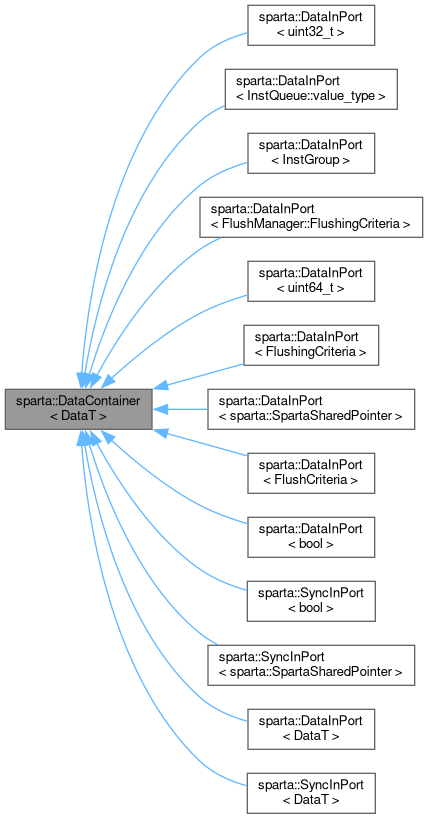 sparta::DataInPort
< uint32_t >
sparta::DataInPort
< InstQueue::value_type >
sparta::DataInPort
< InstGroup >
sparta::DataInPort
< FlushManager::FlushingCriteria >
sparta::DataInPort
< uint64_t >
sparta::DataInPort
< FlushingCriteria >
sparta::DataContainer
< DataT >
sparta::DataInPort
< sparta::SpartaSharedPointer >
sparta::DataInPort
< FlushCriteria >
sparta::DataInPort
< bool >
sparta::SyncInPort
< bool >
sparta::SyncInPort
< sparta::SpartaSharedPointer >
sparta::DataInPort
< DataT >
sparta::SyncInPort
< DataT >